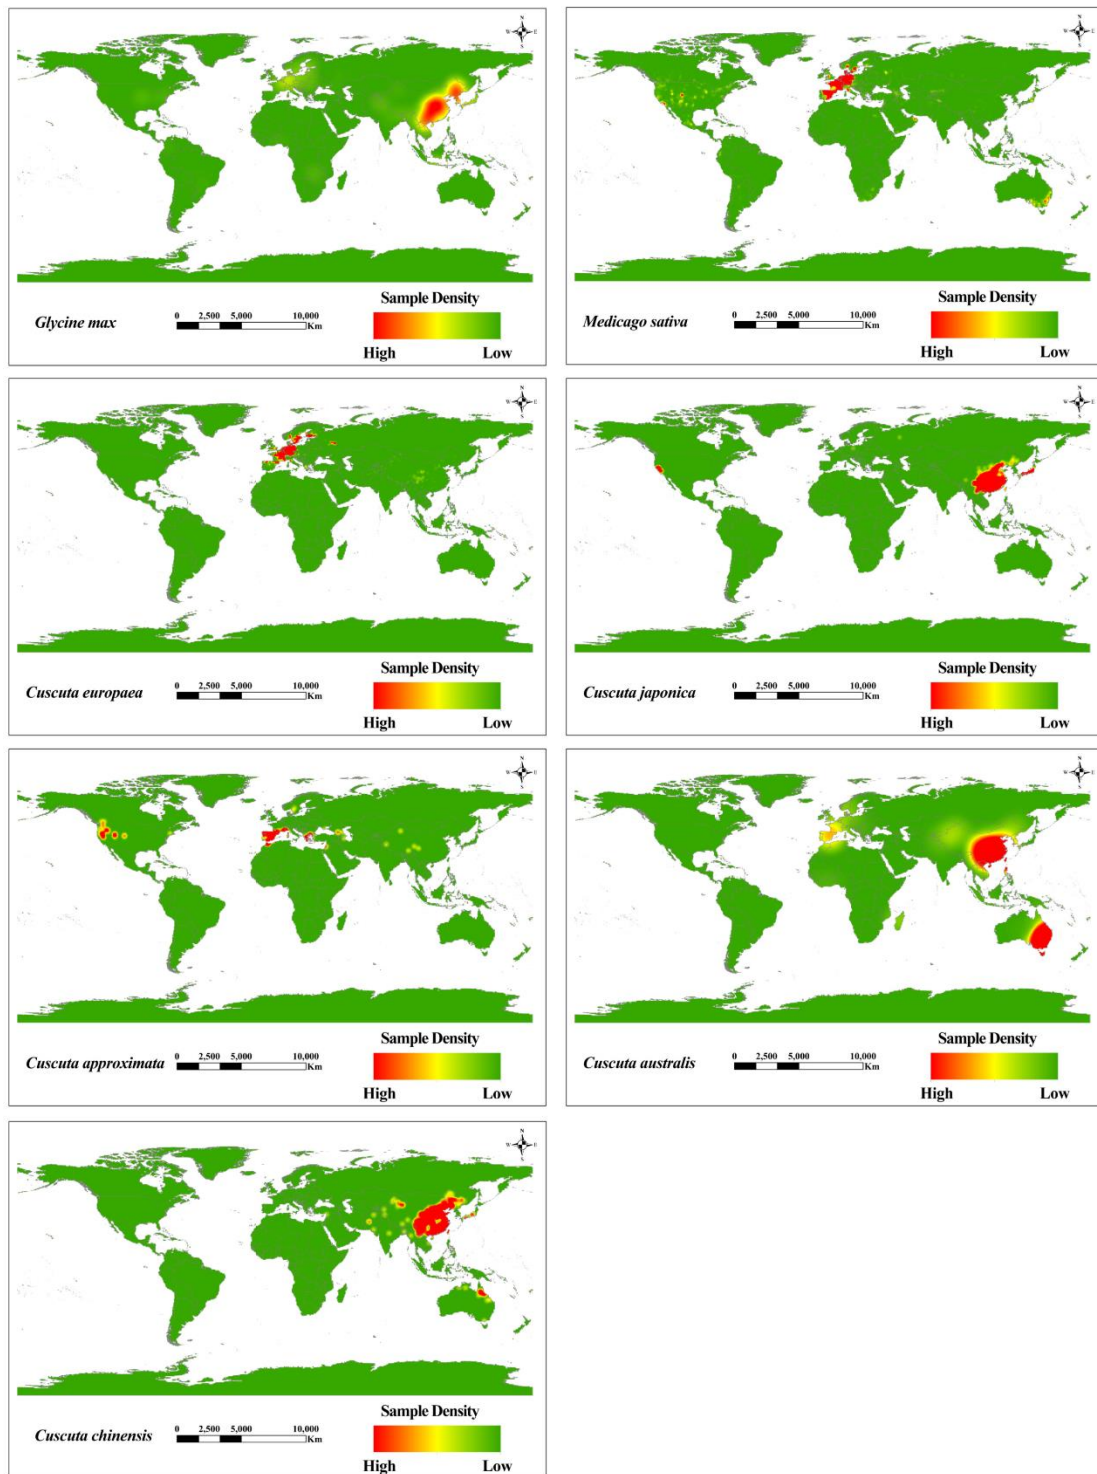 N
W E
S
Sample Density
Glycine max
0 2,500 5,000 10,000
Km
High Low
N
W E
S
Sample Density
Medicago sativa
0 2,500 5,000 10,000
Km
High Low
N
W E
S
Sample Density
Cuscuta europaea
0 2,500 5,000 10,000
Km
High Low
N
W E
S
Sample Density
Cuscuta japonica
0 2,500 5,000 10,000
Km
High Low
N
W E
S
Sample Density
Cuscuta approximata
0 2,500 5,000 10,000
Km
High Low
N
W E
S
Sample Density
Cuscuta australis
0 2,500 5,000 10,000
Km
High Low
N
W E
S
Sample Density
Cuscuta chinensis
0 2,500 5,000 10,000
Km
High Low